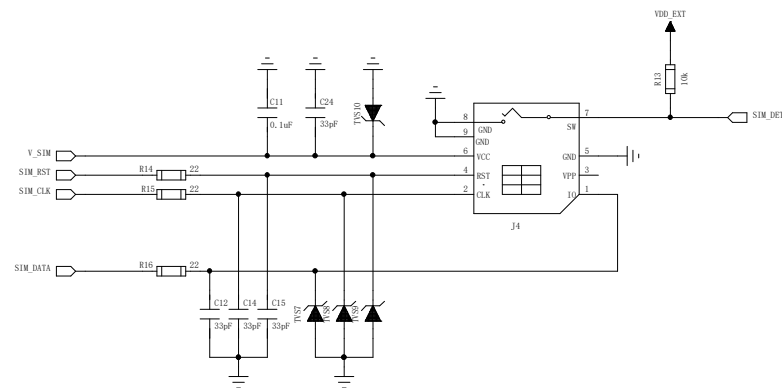 VDD_EXT
R13
10k
C11
0.1uF
C24
33pF
TVS10
8
GND
9
GND
SW
7
SIM_DET
V_SIM
6
VCC
GND
5
SIM_RST
R14
22
4
RST
VPP
3
SIM_CLK
R15
22
2
CLK
IO
1
J4
SIM_DATA
R16
22
C12
33pF
C14
33pF
C15
33pF
TVS7
TVS8
TVS9